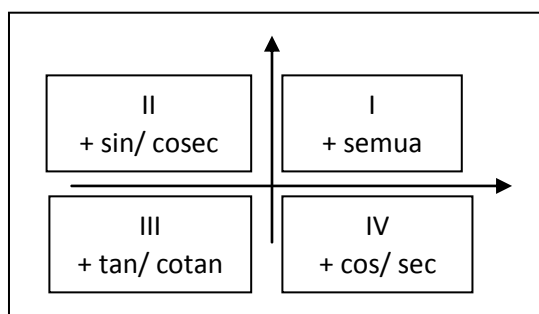 II
+ sin/ cosec
I
+ semua
III
+ tan/ cotan
IV
+ cos/ sec